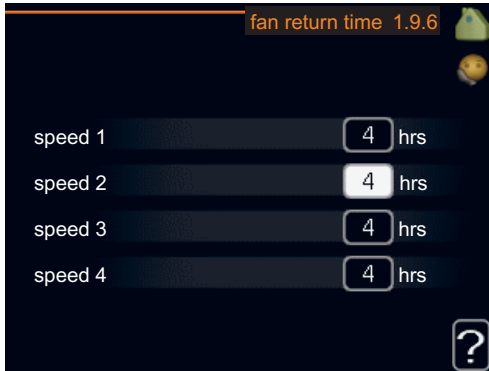 fan return time 1.9.6
speed 1 4 hrs
speed 2 4 hrs
speed 3 4 hrs
speed 4 4 hrs
?